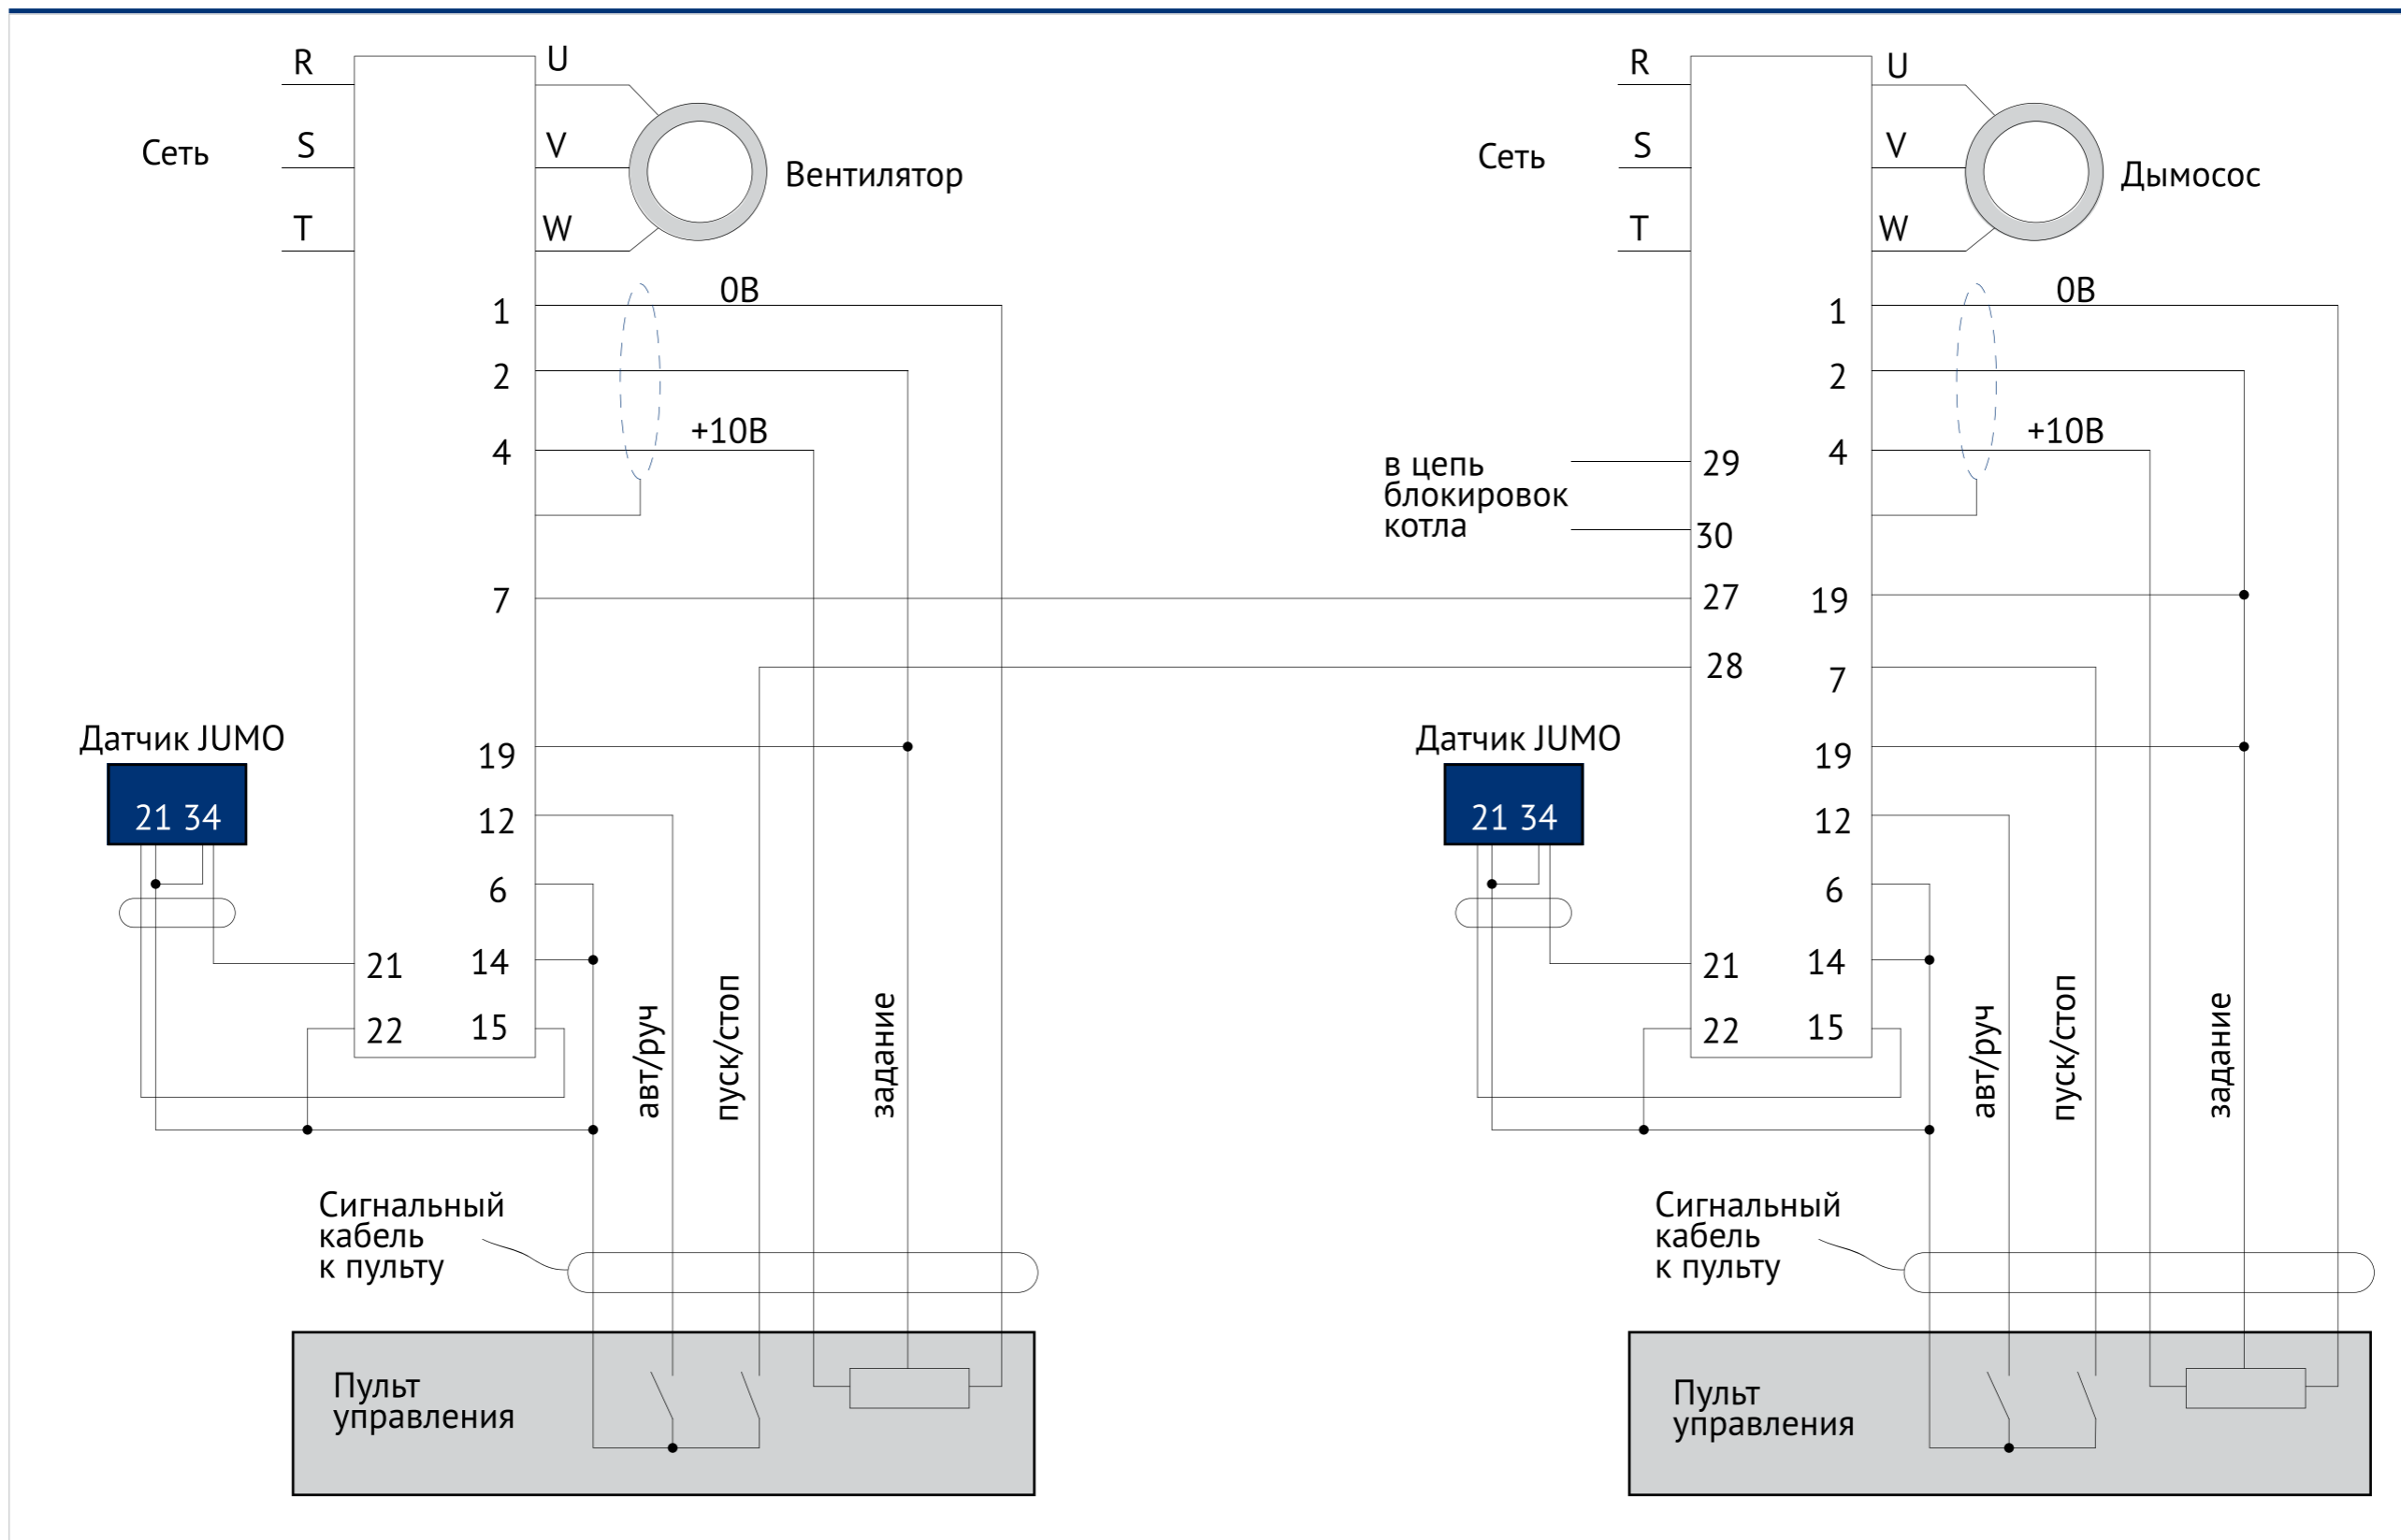 R
U
Сеть
S
V
Вентилятор
T
W
1
0В
2
4
+10В
7
Датчик JUMO
21 34
19
12
6
21
14
22
15
авт/руч
пуск/стоп
задание
Сигнальный
кабель
к пульту
Пульт
управления
R
U
Сеть
S
V
Дымосос
T
W
1
0В
2
4
+10В
в цепь
блокировок
котла
29
30
27
19
28
7
Датчик JUMO
21 34
19
12
6
21
14
22
15
авт/руч
пуск/стоп
задание
Сигнальный
кабель
к пульту
Пульт
управления